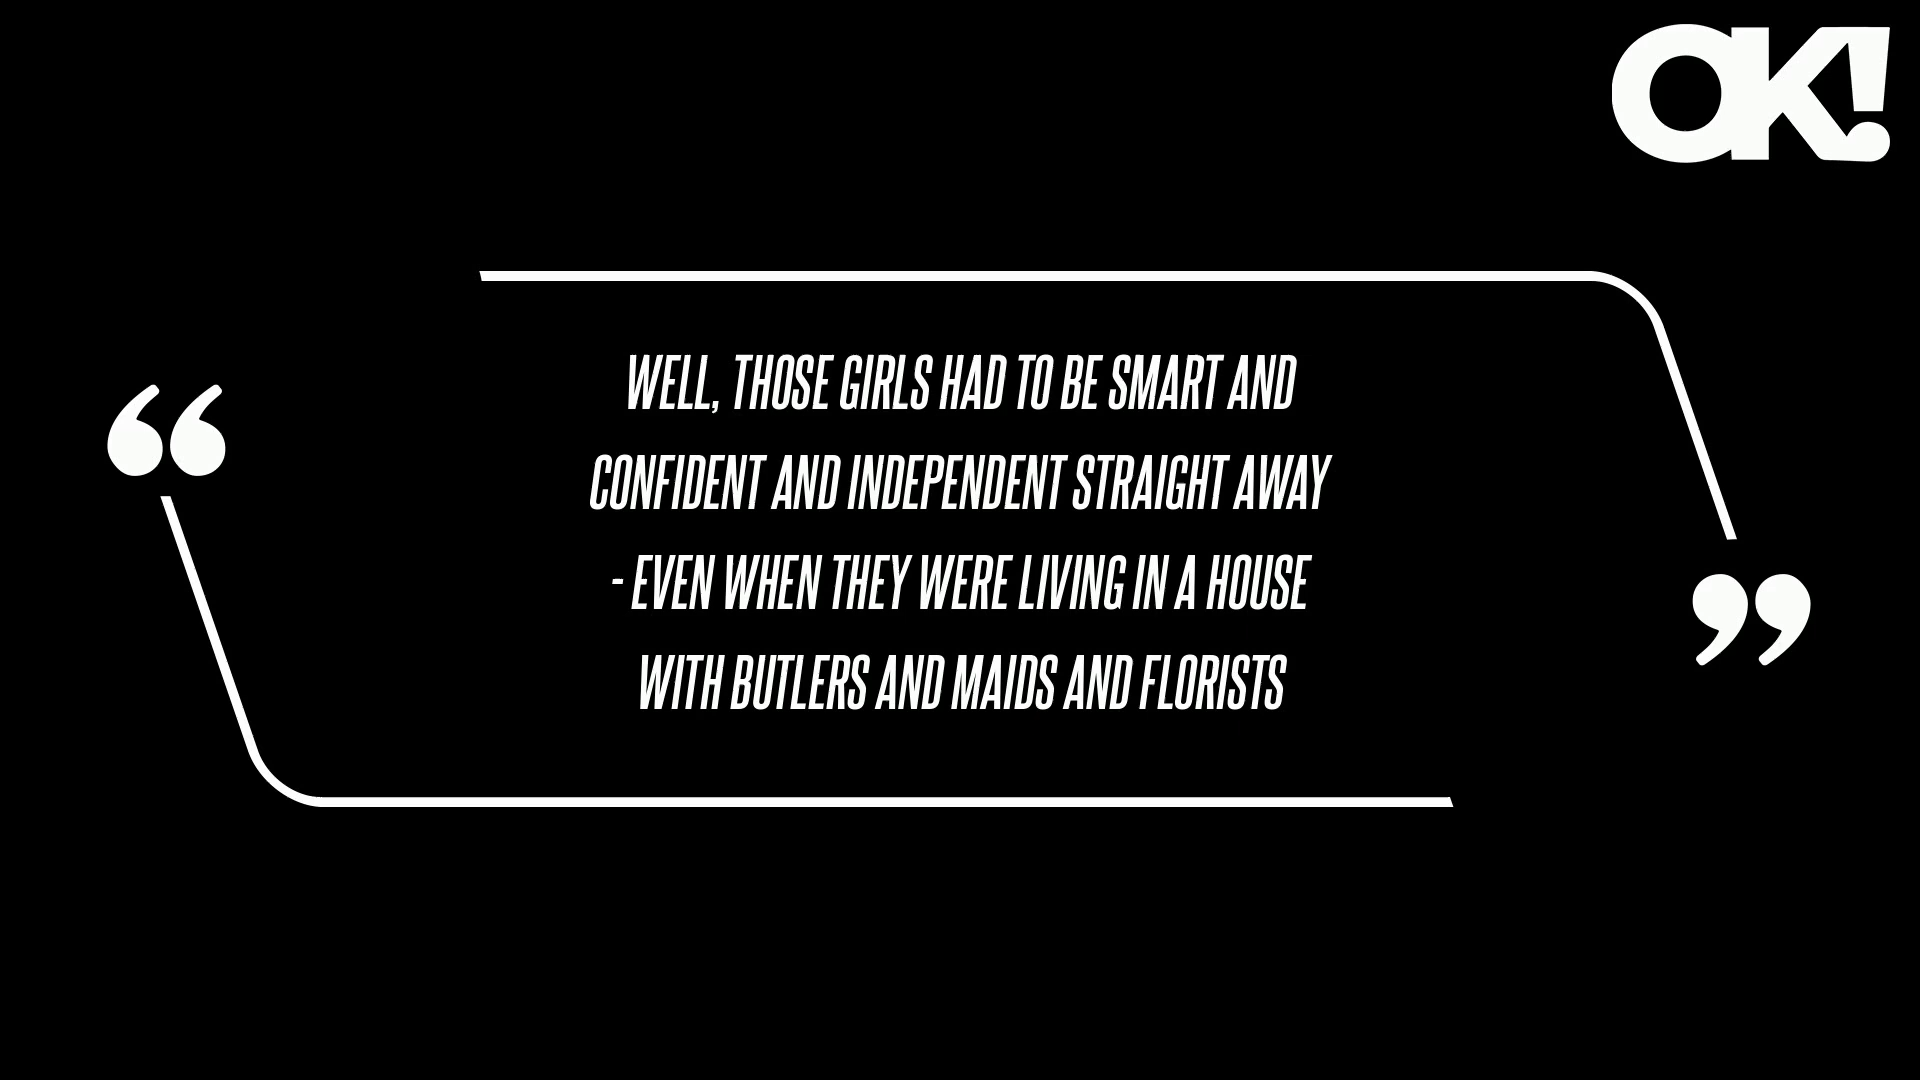 OK!
WELL, THOSE GIRLS HAD TO BE SMART AND
CONFIDENT AND INDEPENDENT STRAIGHT AWAY
- EVEN WHEN THEY WERE LIVING IN A HOUSE
WITH BUTLERS AND MAIDS AND FLORISTS